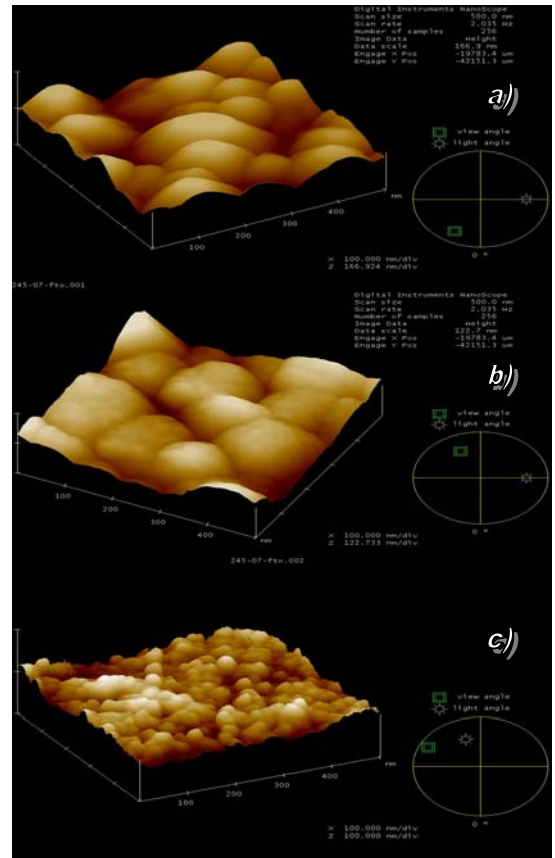 Digital Instruments NanoScope
Scan size 500.0 nm
Scan rate 2.035 Hz
Number of samples 256
Image Data Height
Data scale 166.9 nm
Engage X Pos -19783.4 um
Engage Y Pos -42151.3 um
a)
view angle
light angle
100
200
300
400
nm
X 100.000 nm/div
Z 166.924 nm/div
0 °
245-07-fto.001
Digital Instruments NanoScope
Scan size 500.0 nm
Scan rate 2.035 Hz
Number of samples 256
Image Data Height
Data scale 122.7 nm
Engage X Pos -19783.4 um
Engage Y Pos -42151.3 um
b)
view angle
light angle
100
200
300
400
nm
X 100.000 nm/div
Z 122.733 nm/div
0 °
245-07-fto.002
c)
view angle
light angle
100
200
300
400
nm
X 100.000 nm/div
Z 100.000 nm/div
0 °